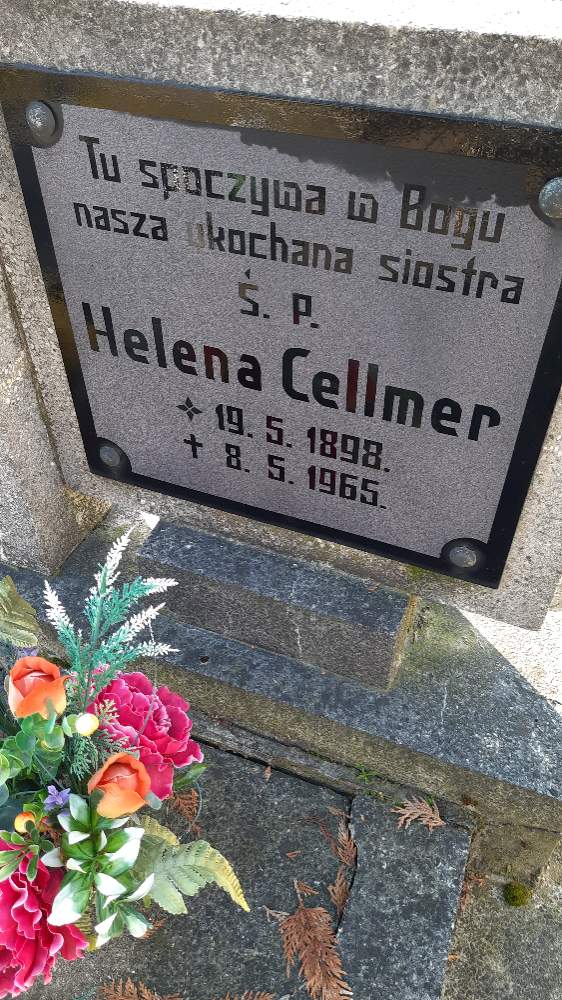 Tu spoczywa w Bogu
nasza ukochana siostra
Ś. P.
Helena Cellmer
19. 5. 1898.
8. 5. 1965.